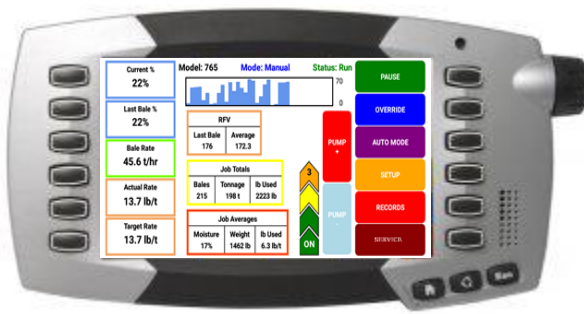 Model: 765 Mode: Manual Status: Run
Current %
22%
Last Bale %
22%
Bale Rate
45.6 t/hr
Actual Rate
13.7 lb/t
Target Rate
13.7 lb/t
70
0
RFV
Last Bale Average
176 172.3
Job Totals
Bales Tonnage lb Used
215 198 t 2223 lb
Job Averages
Moisture Weight lb Used
17% 1462 lb 6.3 lb/t
3
ON
PUMP
+
PUMP
-
PAUSE
OVERRIDE
AUTO MODE
SETUP
RECORDS
SERVICE